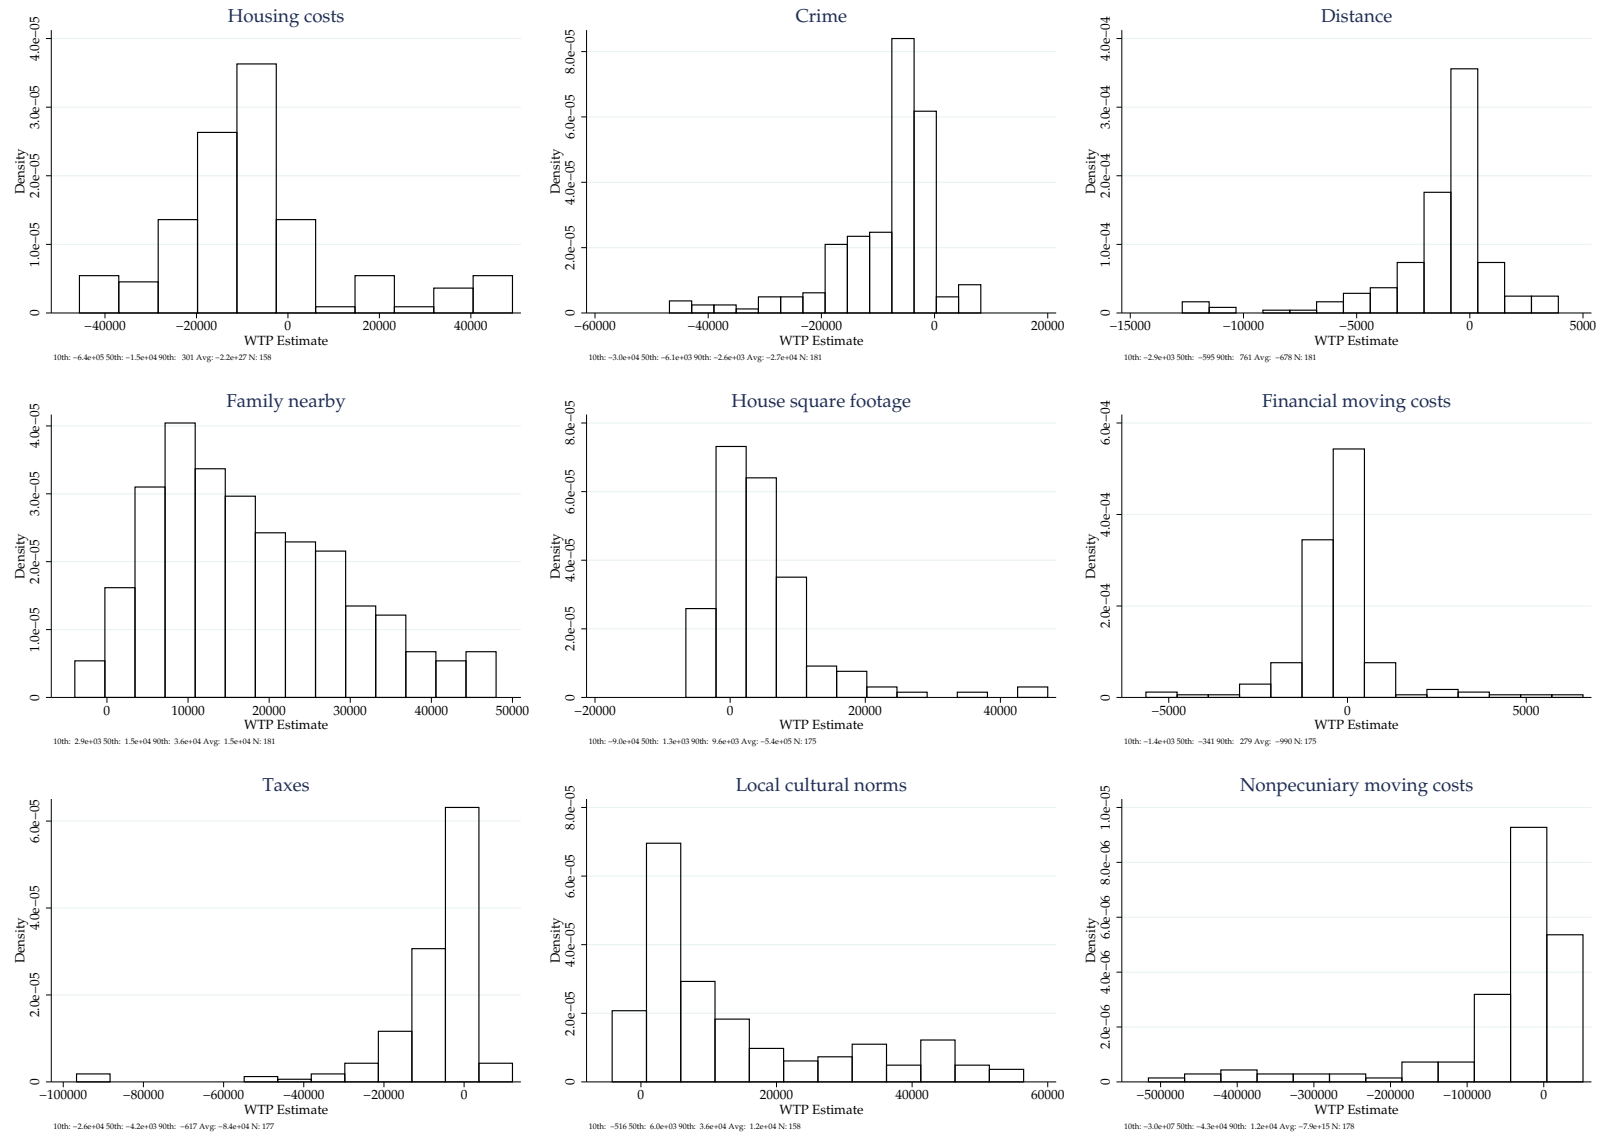 Housing costs
Density
0 1.0e−05 2.0e−05 3.0e−05 4.0e−05
−40000 −20000 0 20000 40000
WTP Estimate
10th: −6.4e+05 50th: −1.5e+04 90th: 301 Avg: −2.2e+27 N: 158
Crime
Density
0 2.0e−05 4.0e−05 6.0e−05 8.0e−05
−60000 −40000 −20000 0 20000
WTP Estimate
10th: −3.0e+04 50th: −6.1e+03 90th: −2.6e+03 Avg: −2.7e+04 N: 181
Distance
Density
0 1.0e−04 2.0e−04 3.0e−04 4.0e−04
−15000 −10000 −5000 0 5000
WTP Estimate
10th: −2.9e+03 50th: −595 90th: 761 Avg: −678 N: 181
Family nearby
Density
0 1.0e−05 2.0e−05 3.0e−05 4.0e−05
0 10000 20000 30000 40000 50000
WTP Estimate
10th: 2.9e+03 50th: 1.5e+04 90th: 3.6e+04 Avg: 1.5e+04 N: 181
House square footage
Density
0 2.0e−05 4.0e−05 6.0e−05 8.0e−05
−20000 0 20000 40000
WTP Estimate
10th: −9.0e+04 50th: 1.3e+03 90th: 9.6e+03 Avg: −5.4e+05 N: 175
Financial moving costs
Density
0 2.0e−04 4.0e−04 6.0e−04
−5000 0 5000
WTP Estimate
10th: −1.4e+03 50th: −341 90th: 279 Avg: −990 N: 175
Taxes
Density
0 2.0e−05 4.0e−05 6.0e−05
−100000 −80000 −60000 −40000 −20000 0
WTP Estimate
10th: −2.6e+04 50th: −4.2e+03 90th: −617 Avg: −8.4e+04 N: 177
Local cultural norms
Density
0 2.0e−05 4.0e−05 6.0e−05 8.0e−05
0 20000 40000 60000
WTP Estimate
10th: −516 50th: 6.0e+03 90th: 3.6e+04 Avg: 1.2e+04 N: 158
Nonpecuniary moving costs
Density
0 2.0e−06 4.0e−06 6.0e−06 8.0e−06 1.0e−05
−500000 −400000 −300000 −200000 −100000 0
WTP Estimate
10th: −3.0e+07 50th: −4.3e+04 90th: 1.2e+04 Avg: −7.9e+15 N: 178